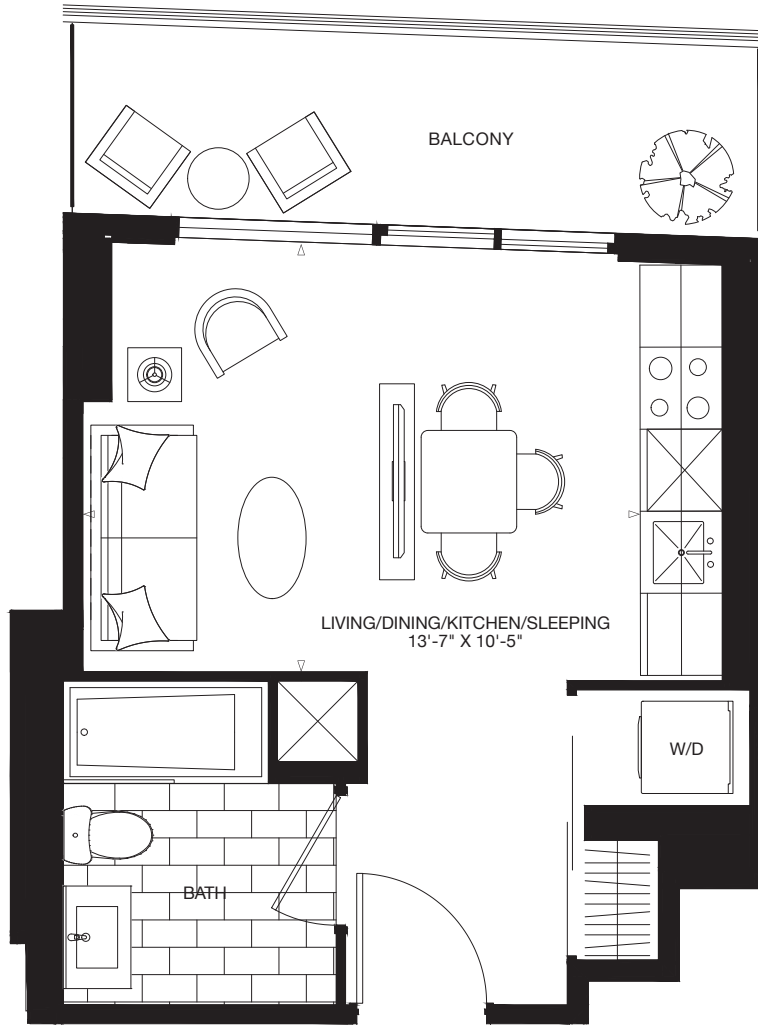 BALCONY
LIVING/DINING/KITCHEN/SLEEPING
13'-7" X 10'-5"
W/D
BATH